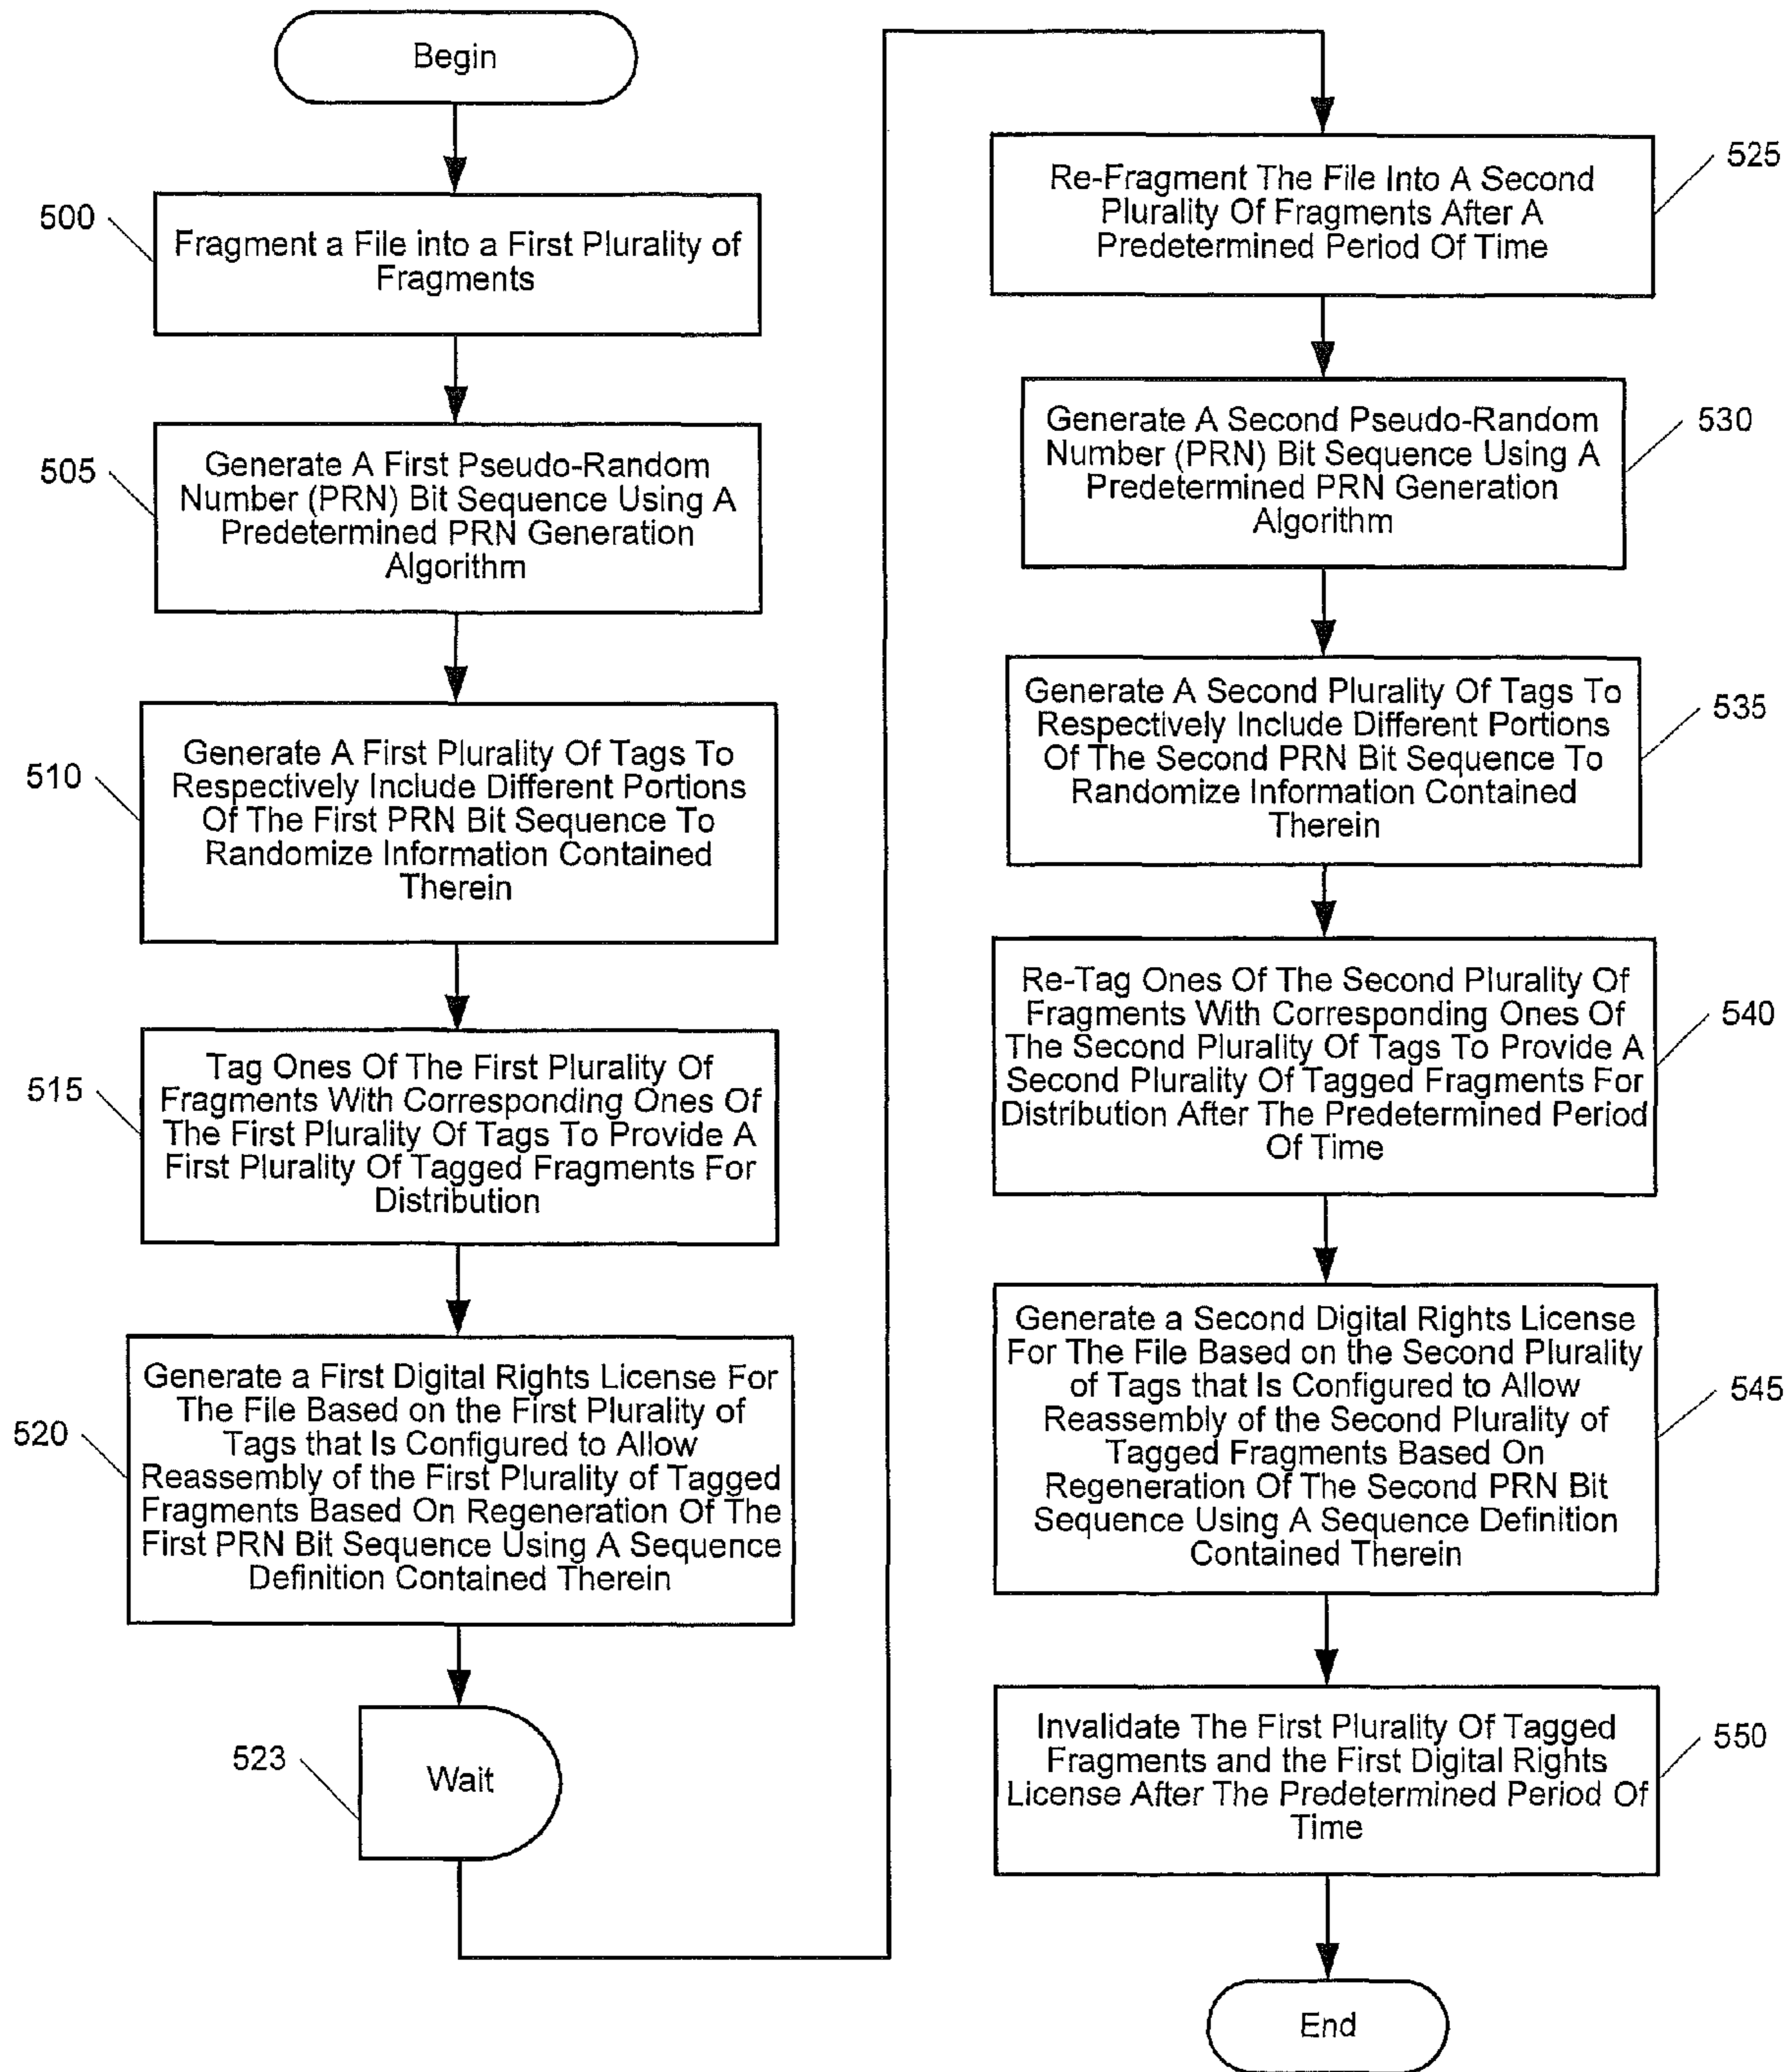 Begin
500
Fragment a File into a First Plurality of
Fragments
505
Generate A First Pseudo-Random
Number (PRN) Bit Sequence Using A
Predetermined PRN Generation
Algorithm
510
Generate A First Plurality Of Tags To
Respectively Include Different Portions
Of The First PRN Bit Sequence To
Randomize Information Contained
Therein
515
Tag Ones Of The First Plurality Of
Fragments With Corresponding Ones Of
The First Plurality Of Tags To Provide A
First Plurality Of Tagged Fragments For
Distribution
520
Generate a First Digital Rights License For
The File Based on the First Plurality of
Tags that Is Configured to Allow
Reassembly of the First Plurality of Tagged
Fragments Based On Regeneration Of The
First PRN Bit Sequence Using A Sequence
Definition Contained Therein
523
Wait
525
Re-Fragment The File Into A Second
Plurality Of Fragments After A
Predetermined Period Of Time
530
Generate A Second Pseudo-Random
Number (PRN) Bit Sequence Using A
Predetermined PRN Generation
Algorithm
535
Generate A Second Plurality Of Tags To
Respectively Include Different Portions
Of The Second PRN Bit Sequence To
Randomize Information Contained
Therein
540
Re-Tag Ones Of The Second Plurality Of
Fragments With Corresponding Ones Of
The Second Plurality Of Tags To Provide A
Second Plurality Of Tagged Fragments For
Distribution After The Predetermined Period
Of Time
545
Generate a Second Digital Rights License
For The File Based on the Second Plurality
of Tags that Is Configured to Allow
Reassembly of the Second Plurality of
Tagged Fragments Based On
Regeneration Of The Second PRN Bit
Sequence Using A Sequence Definition
Contained Therein
550
Invalidate The First Plurality Of Tagged
Fragments and the First Digital Rights
License After The Predetermined Period Of
Time
End